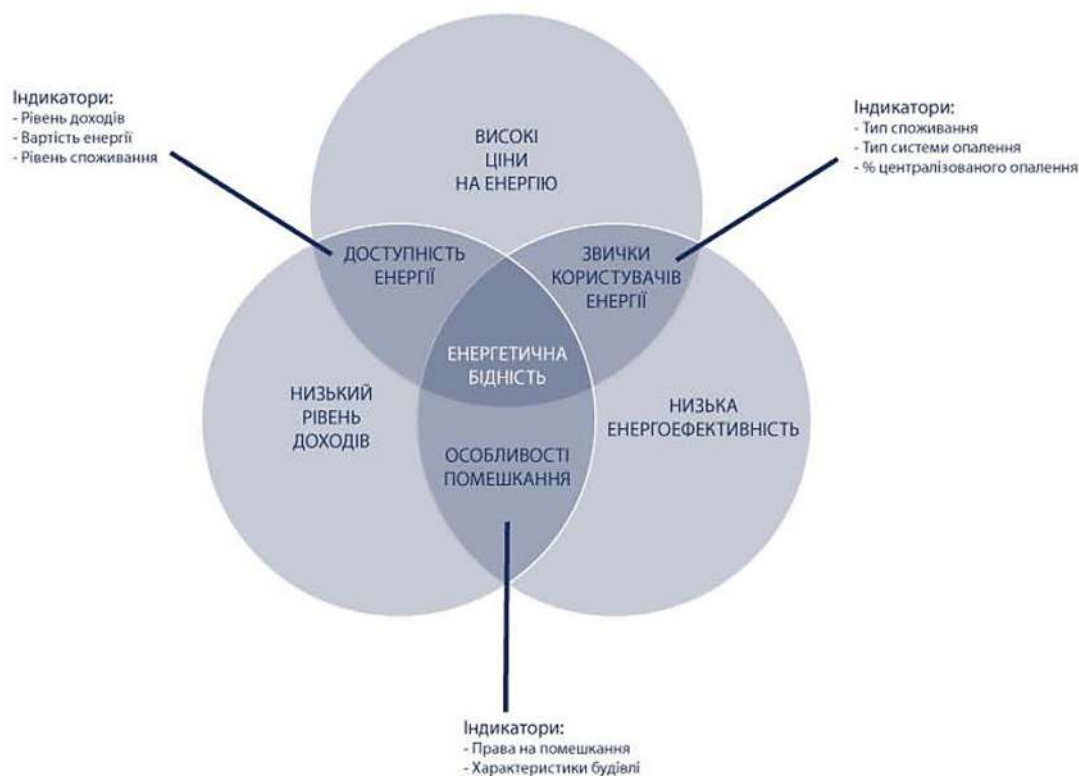 Індикатори:
- Рівень доходів
- Вартість енергії
- Рівень споживання
ВИСОКІ
ЦІНИ
НА ЕНЕРГІЮ
Індикатори:
- Тип споживання
- Тип системи опалення
- % централізованого опалення
ДОСТУПНІСТЬ
ЕНЕРГІЇ
ЗВИЧКИ
КОРИСТУВАЧІВ
ЕНЕРГІЇ
ЕНЕРГЕТИЧНА
БІДНІСТЬ
НИЗЬКИЙ
РІВЕНЬ
ДОХОДІВ
НИЗЬКА
ЕНЕРГОЕФЕКТИВНІСТЬ
ОСОБЛИВОСТІ
ПОМЕШКАННЯ
Індикатори:
- Права на помешкання
- Характеристики будівлі